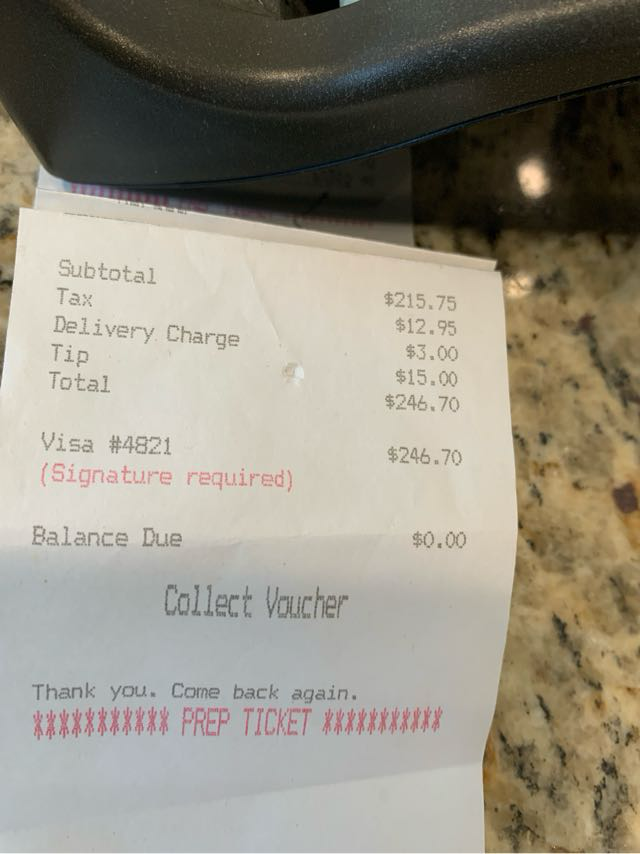 Subtotal $215.75
Tax $12.95
Delivery Charge $3.00
Tip $15.00
Total $246.70
Visa #4821 $246.70
(Signature required)
Balance Due $0.00
Collect Voucher
Thank you. Come back again.
*********** PREP TICKET ***********